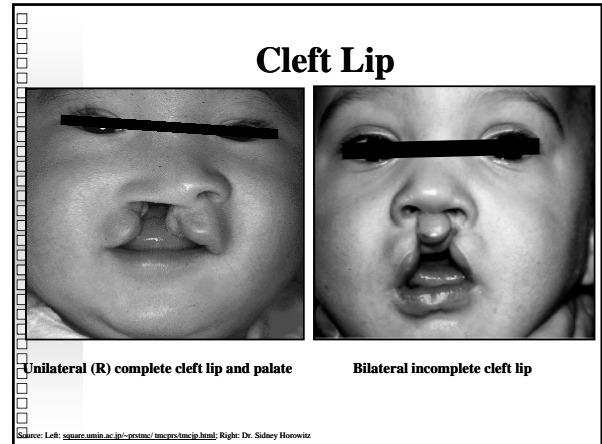 Cleft Lip
Unilateral (R) complete cleft lip and palate
Bilateral incomplete cleft lip
Source: Left: square.umin.ac.jp/~prstmc/ tmcprs/tmcjp.html; Right: Dr. Sidney Horowitz